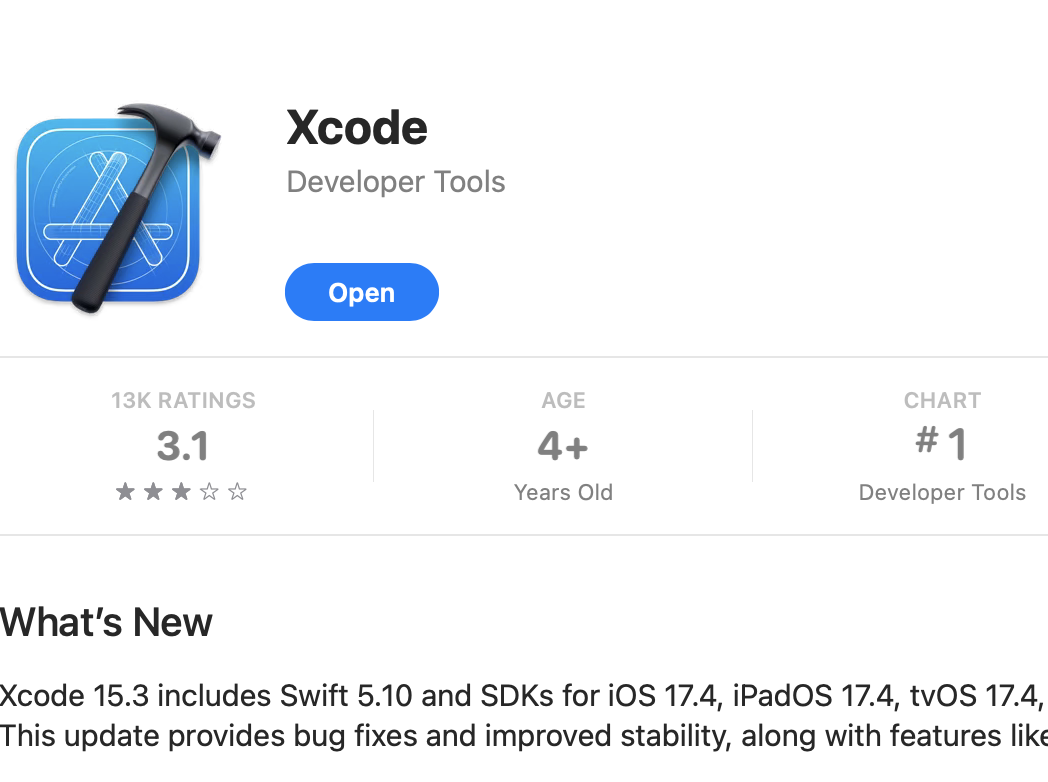 Xcode
Developer Tools
Open
13K RATINGS
3.1
AGE
4+
Years Old
CHART
#1
Developer Tools
What’s New
Xcode 15.3 includes Swift 5.10 and SDKs for iOS 17.4, iPadOS 17.4, tvOS 17.4,
This update provides bug fixes and improved stability, along with features like